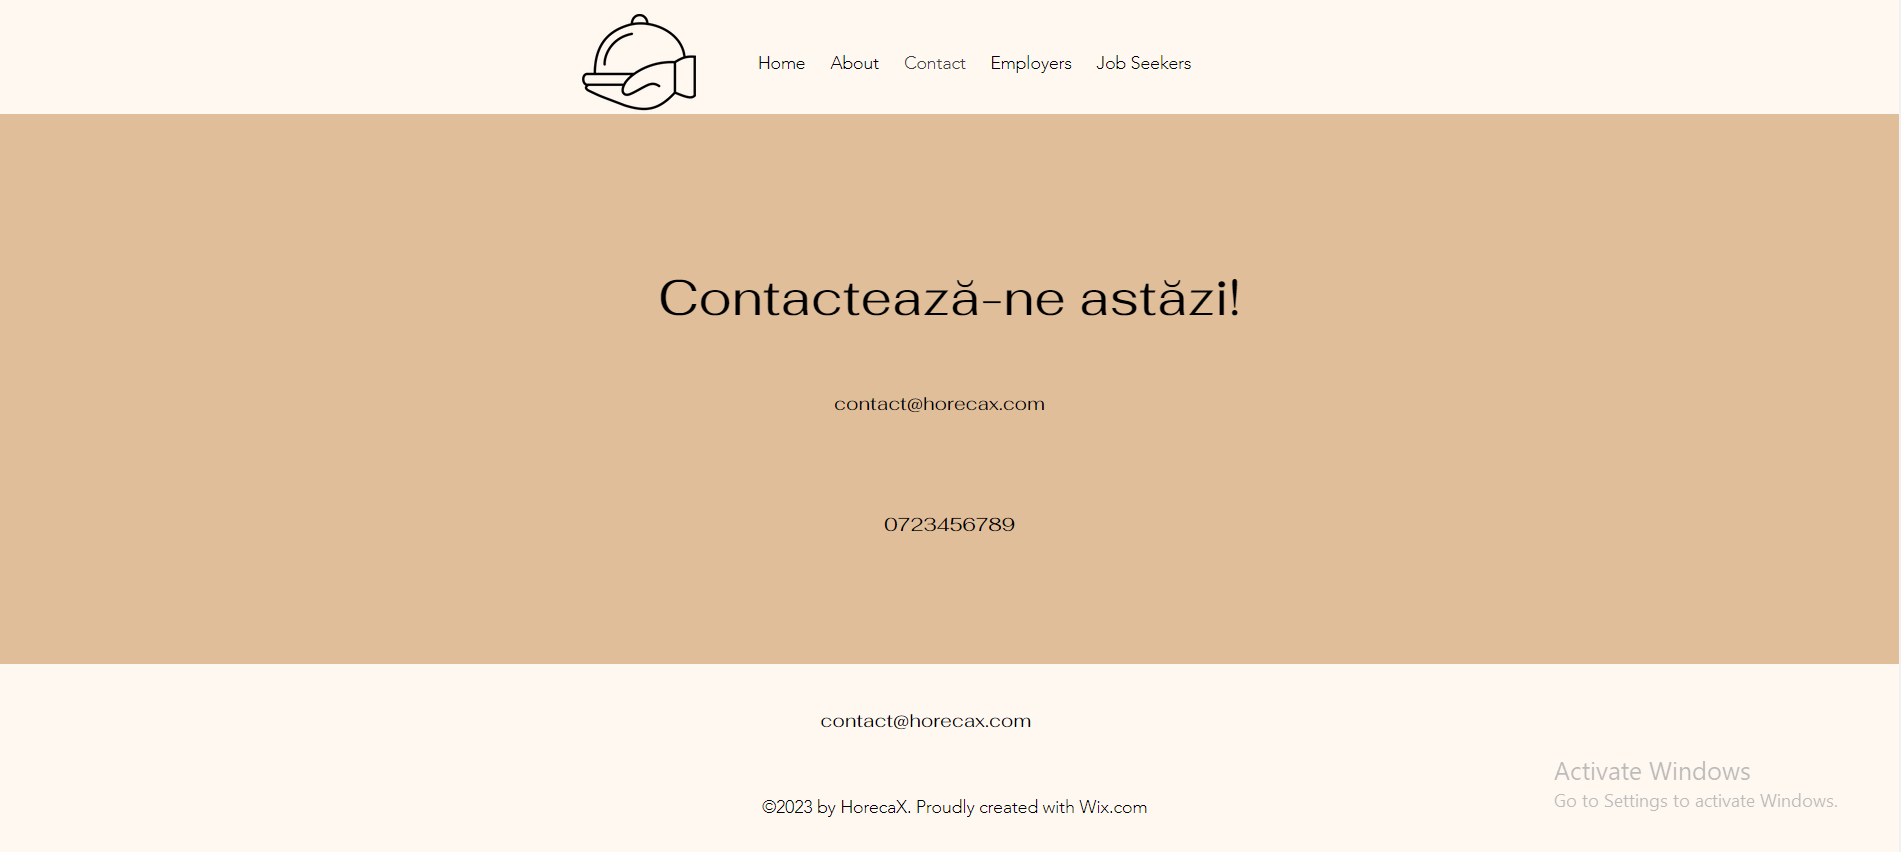 Home About Contact Employers Job Seekers
Contactează-ne astăzi!
contact@horecax.com
0723456789
contact@horecax.com
©2023 by HorecaX. Proudly created with Wix.com
Activate Windows
Go to Settings to activate Windows.